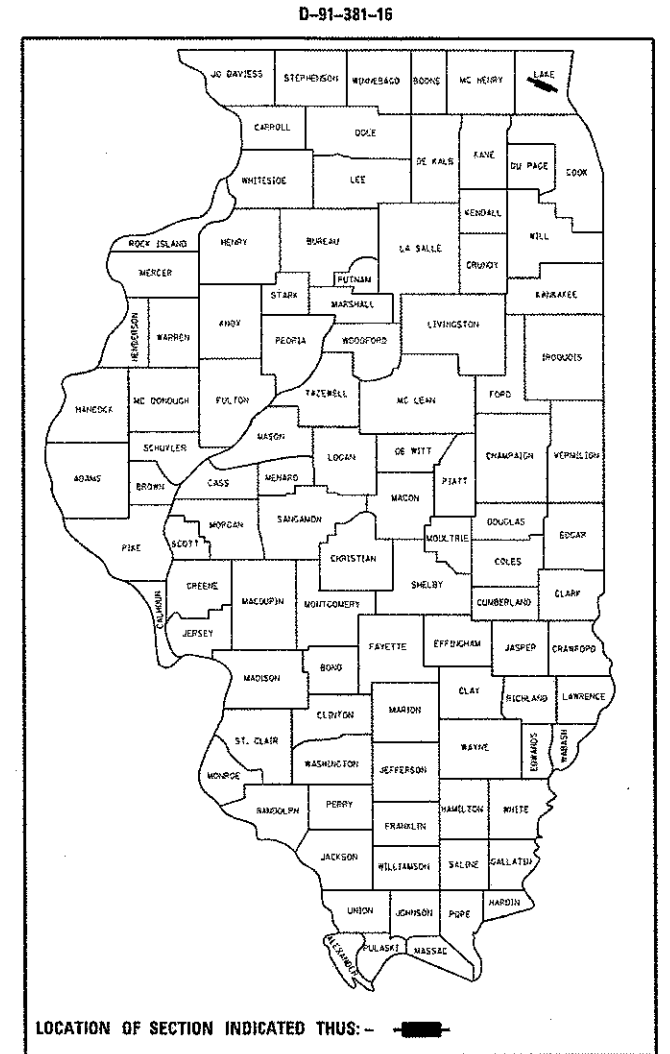 D-91-381-16
JO DAVIESS STEPHENSON WINNEBAGO BOONE MC HENRY LAKE
CARROLL OGLE DE KALB KANE DU PAGE COOK
WHITESIDE LEE
KENDALL WILL
ROCK ISLAND HENRY BUREAU LA SALLE GRUNDY
MERCER PUTNAM KANKAKEE
STARK MARSHALL
HENDERSON WARREN KNOX PEORIA WOODFORD LIVINGSTON IROQUOIS
HANCOCK MC DONOUGH FULTON TAZEWELL MC LEAN FORD
MASON
SCHUYLER LOGAN DE WITT CHAMPAIGN VERMILION
ADAMS BROWN CASS MENARD MACON PIATT
MORGAN SANGAMON DOUGLAS
PIKE SCOTT CHRISTIAN MOULTRIE COLES EDGAR
GREENE SHELBY
CALHOUN MACOUPIN MONTGOMERY CUMBERLAND CLARK
JERSEY FAYETTE EFFINGHAM JASPER CRAWFORD
BOND
MADISON CLAY
CLINTON MARION RICHLAND LAWRENCE
ST. CLAIR WAYNE
WASHINGTON JEFFERSON EDWARDS WABASH
MONROE
RANDOLPH PERRY HAMILTON WHITE
FRANKLIN
JACKSON WILLIAMSON SALINE GALLATIN
UNION JOHNSON POPE HARDIN
ALEXANDER PULASKI MASSAC
LOCATION OF SECTION INDICATED THUS: -